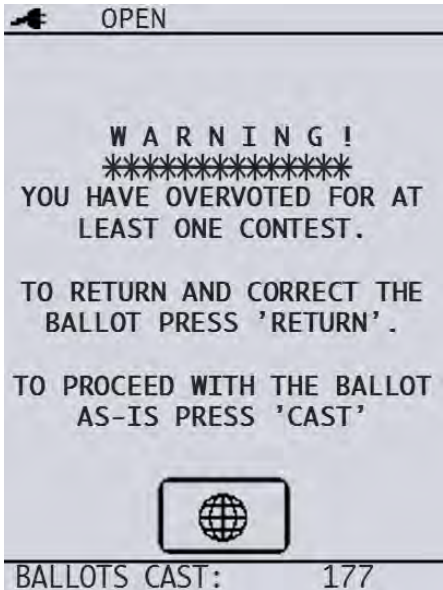 OPEN
W A R N I N G !
**************
YOU HAVE OVERVOTED FOR AT
LEAST ONE CONTEST.
TO RETURN AND CORRECT THE
BALLOT PRESS 'RETURN'.
TO PROCEED WITH THE BALLOT
AS-IS PRESS 'CAST'
BALLOTS CAST: 177